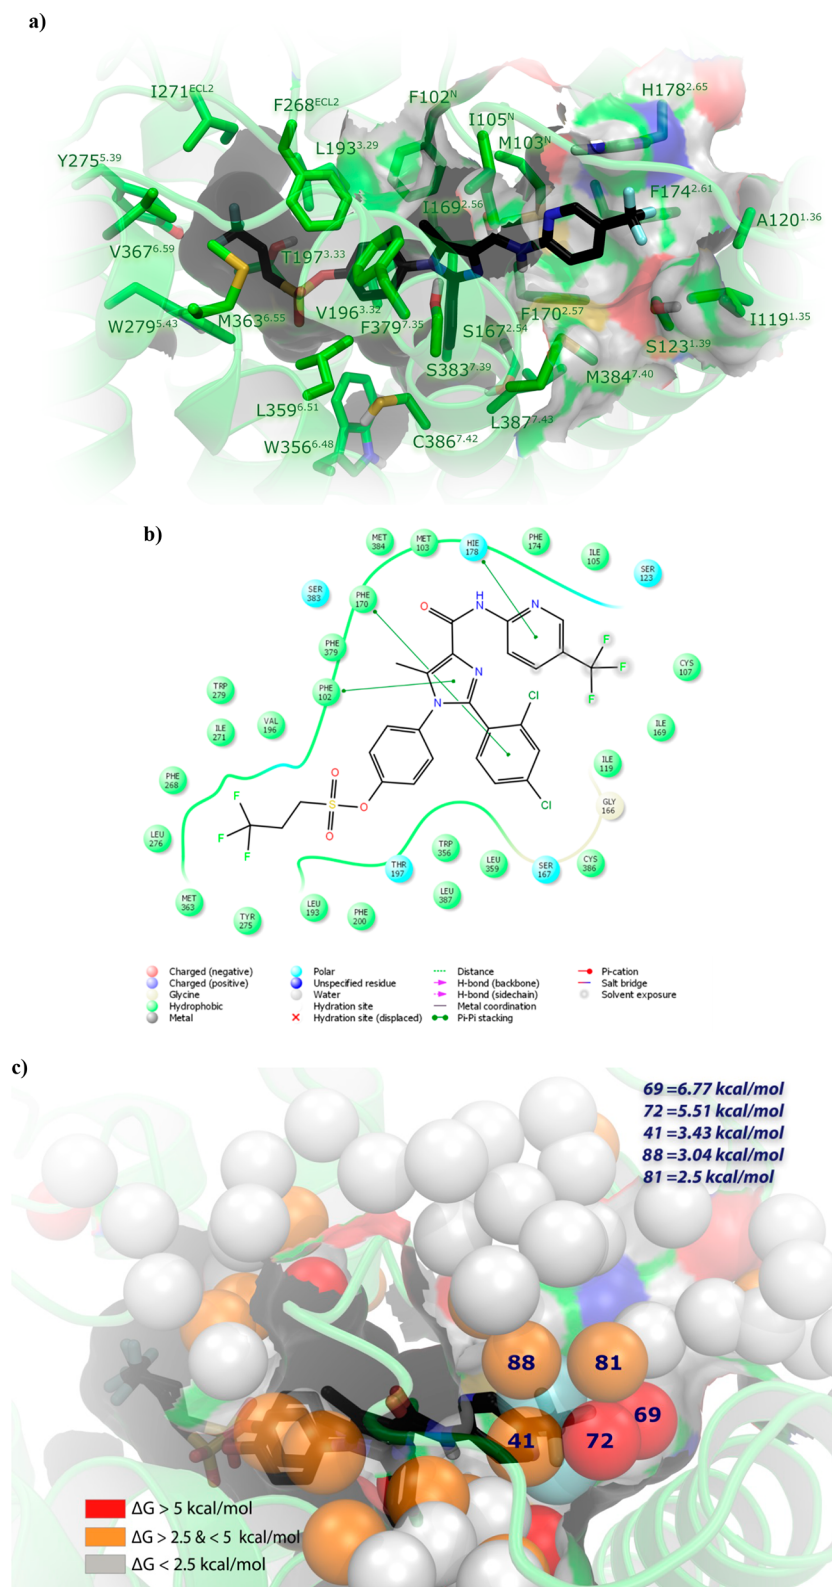 a)
I271^ECL2
F268^ECL2
F102^N
H178^2.65
I105^N
L193^3.29
M103^N
Y275^5.39
F174^2.61
I169^2.56
A120^1.36
V367^6.59
T197^3.33
V196^3.32
F170^2.57
M363^6.55
I119^1.35
W279^5.43
F379^7.35
S167^2.54
S123^1.39
S383^7.39
M384^7.40
L359^6.51
L387^7.43
C386^7.42
W356^6.48
b)
MET 384
MET 103
HIE 178
PHE 174
ILE 105
SER 123
SER 383
PHE 170
H
O
N
N
PHE 379
F
F
F
CYS 107
TRP 279
PHE 102
N
Cl
ILE 271
VAL 196
N
ILE 169
PHE 268
O
ILE 119
F
S
O
Cl
GLY 166
F
F
O
LEU 276
TRP 356
LEU 359
SER 167
CYS 386
THR 197
LEU 387
MET 363
LEU 193
TYR 275
PHE 200
Charged (negative)
Charged (positive)
Glycine
Hydrophobic
Metal
Polar
Unspecified residue
Water
Hydration site
Hydration site (displaced)
Distance
H-bond (backbone)
H-bond (sidechain)
Metal coordination
Pi-Pi stacking
Pi-cation
Salt bridge
Solvent exposure
c)
69 =6.77 kcal/mol
72 =5.51 kcal/mol
41 =3.43 kcal/mol
88 =3.04 kcal/mol
81 =2.5 kcal/mol
88
81
69
41
72
ΔG > 5 kcal/mol
ΔG > 2.5 & < 5 kcal/mol
ΔG < 2.5 kcal/mol